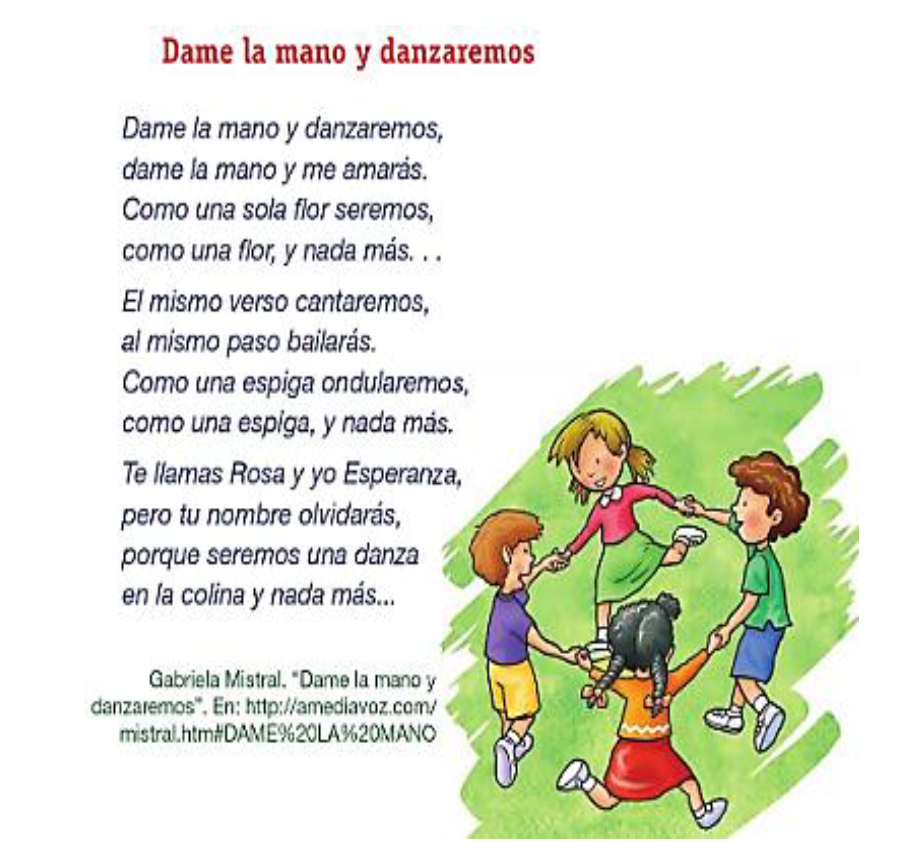 Dame la mano y danzaremos
Dame la mano y danzaremos,
dame la mano y me amarás.
Como una sola flor seremos,
como una flor, y nada más. . .
El mismo verso cantaremos,
al mismo paso bailarás.
Como una espiga ondularemos,
como una espiga, y nada más.
Te llamas Rosa y yo Esperanza,
pero tu nombre olvidarás,
porque seremos una danza
en la colina y nada más...
Gabriela Mistral. “Dame la mano y
danzaremos”. En: http://amediavoz.com/
mistral.htm#DAME%20LA%20MANO